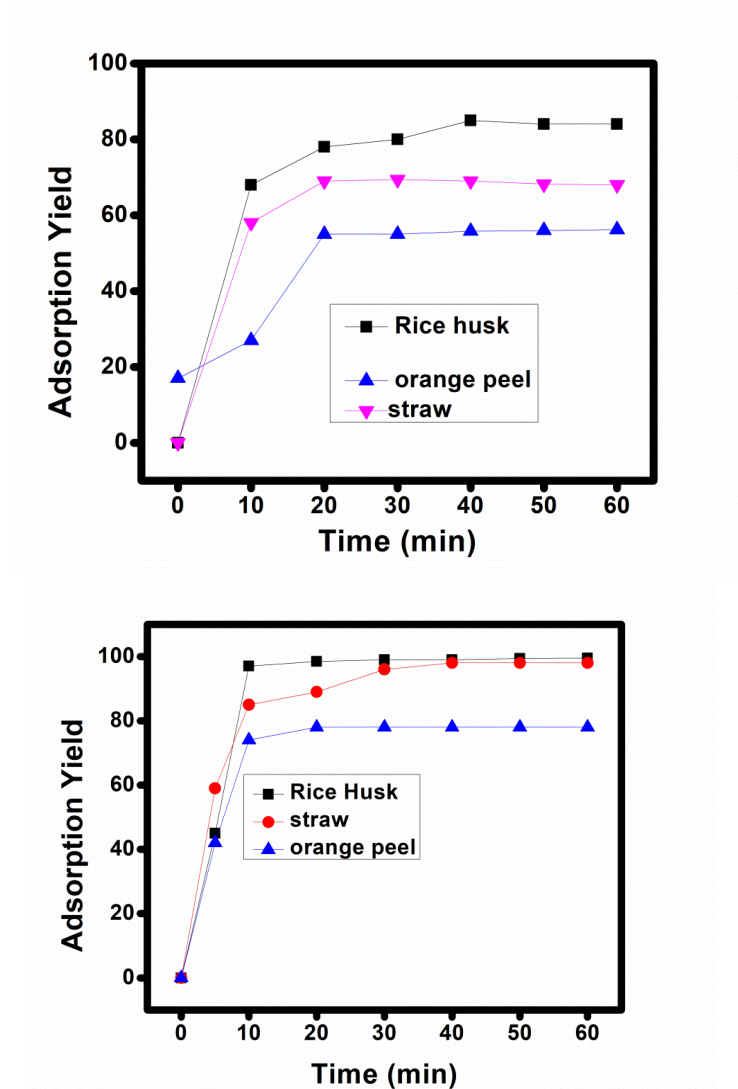 100
80
60
40
20
0
Adsorption Yield
Rice husk
orange peel
straw
0 10 20 30 40 50 60
Time (min)
100
80
60
40
20
0
Adsorption Yield
Rice Husk
straw
orange peel
0 10 20 30 40 50 60
Time (min)